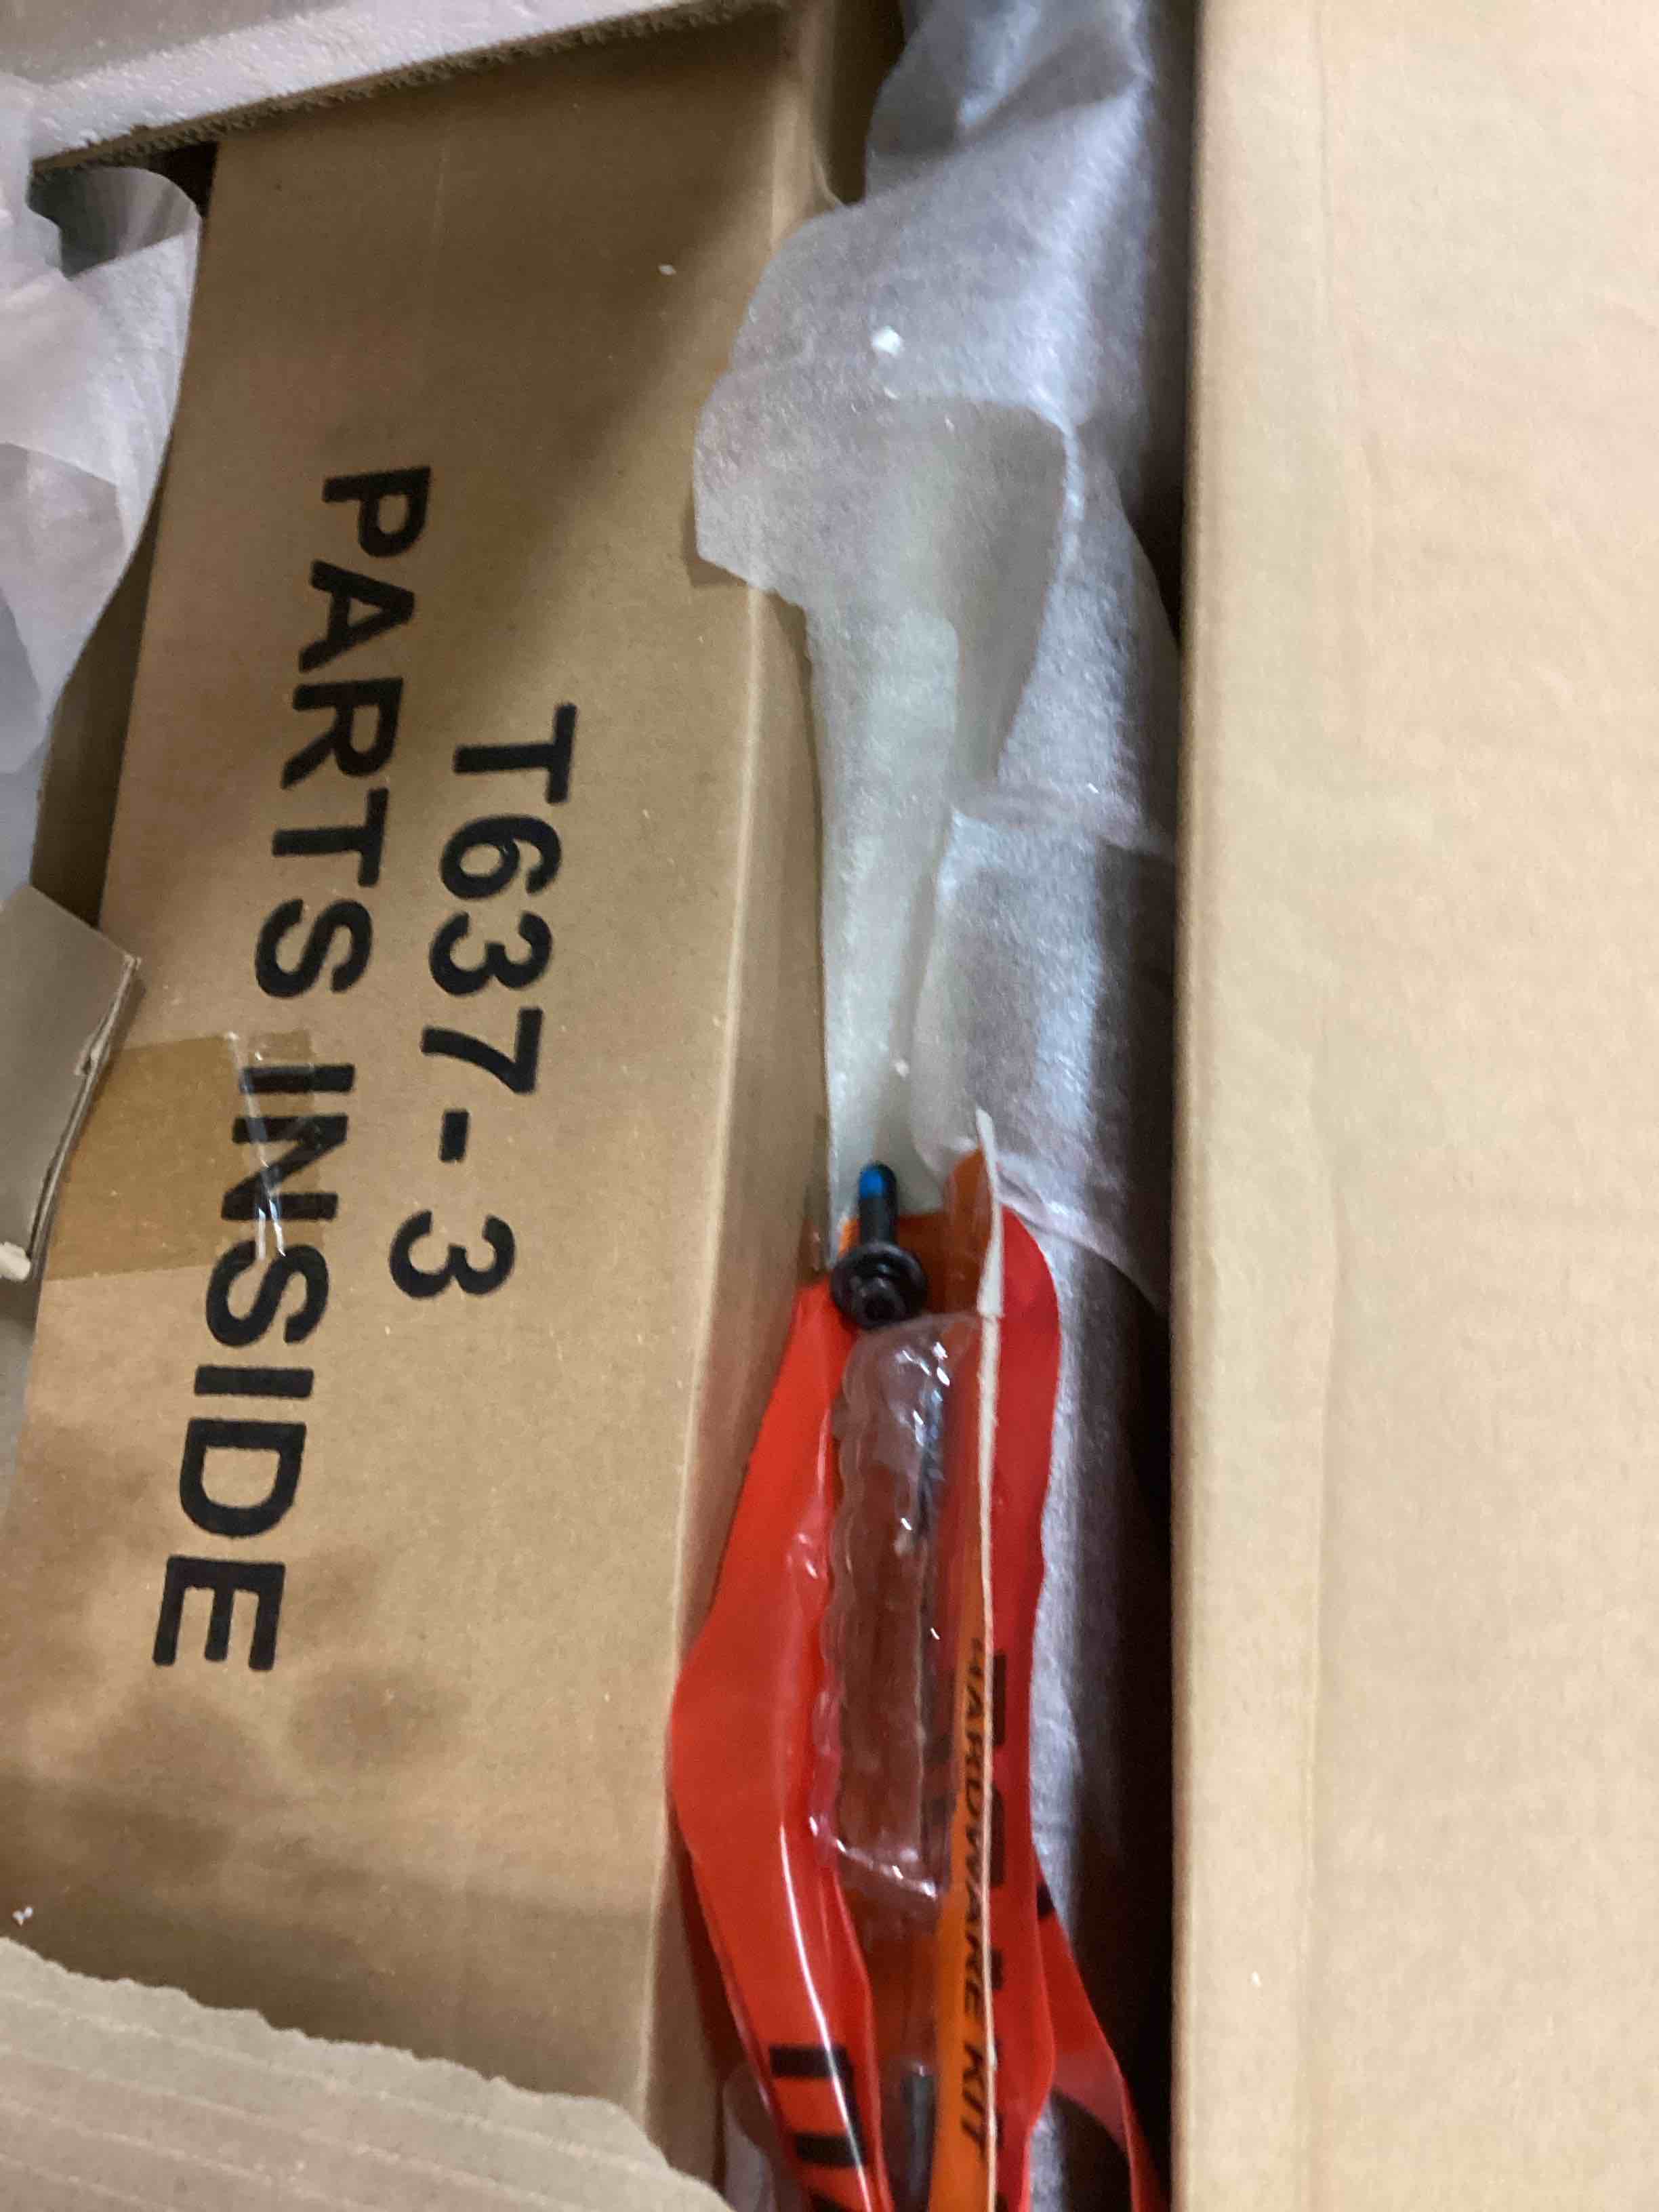 T637-3
PARTS INSIDE
HARDWARE KIT